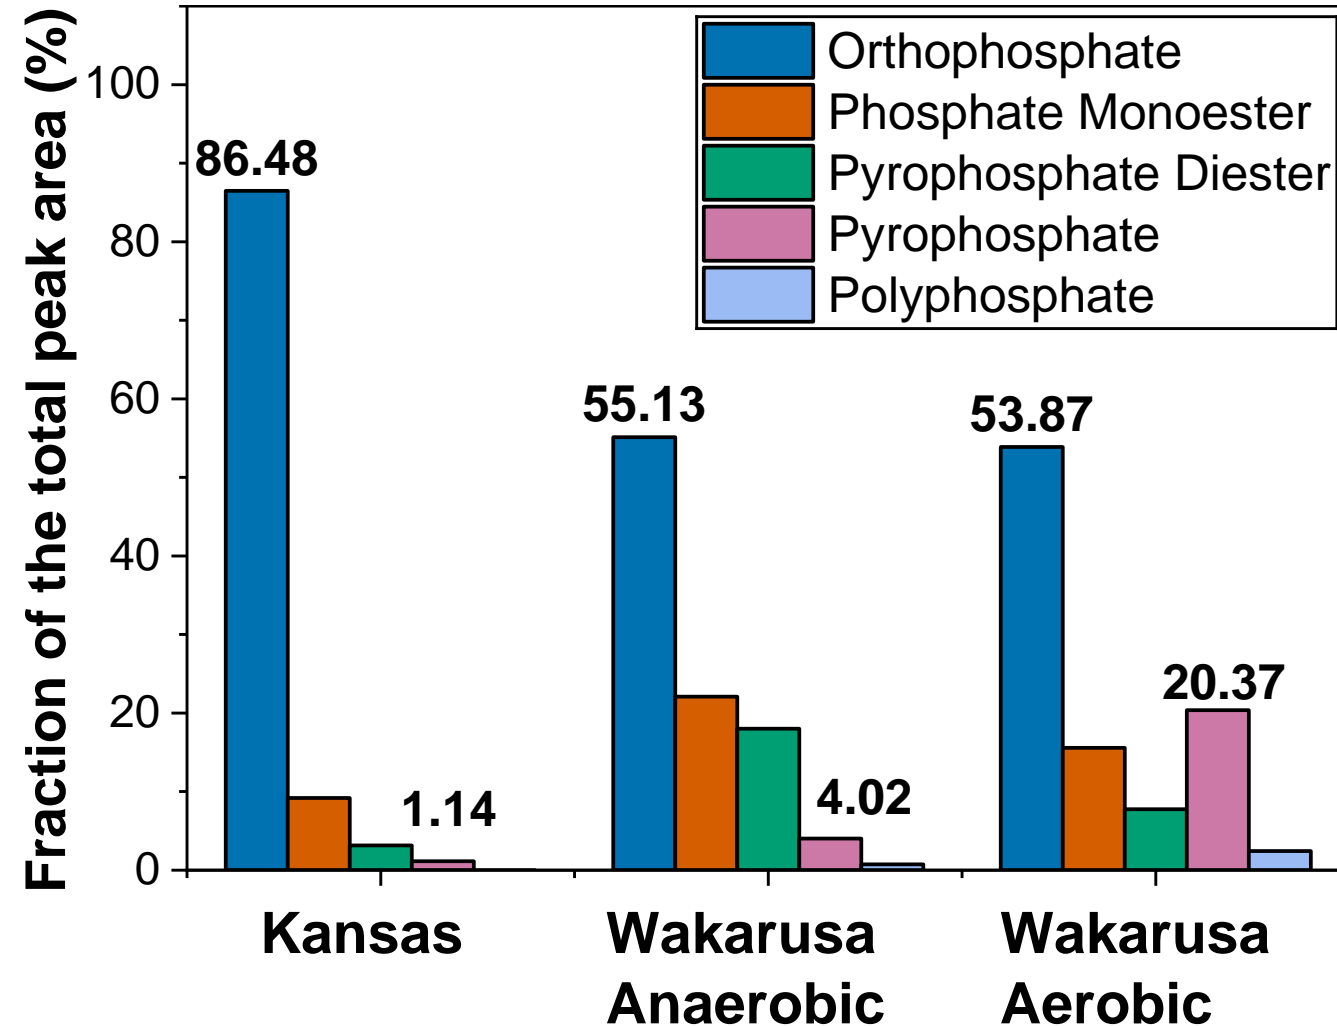 Fraction of the total peak area (%)
100
80
60
40
20
0
Orthophosphate
Phosphate Monoester
Pyrophosphate Diester
Pyrophosphate
Polyphosphate
86.48
1.14
55.13
4.02
53.87
20.37
Kansas
Wakarusa
Anaerobic
Wakarusa
Aerobic